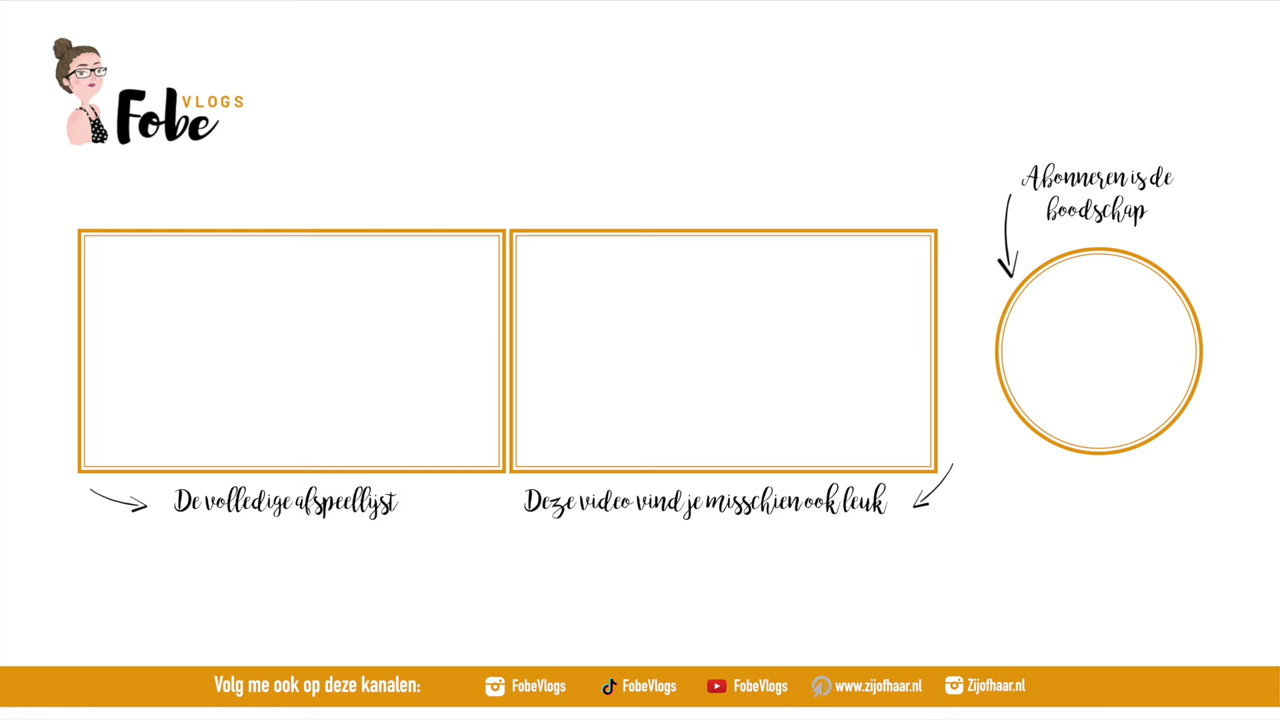 VLOGS
Fobe
Abonneren is de
boodschap
De volledige afspeellijst
Deze video vind je misschien ook leuk
Volg me ook op deze kanalen: FobeVlogs FobeVlogs FobeVlogs www.zijofhaar.nl Zijofhaar.nl